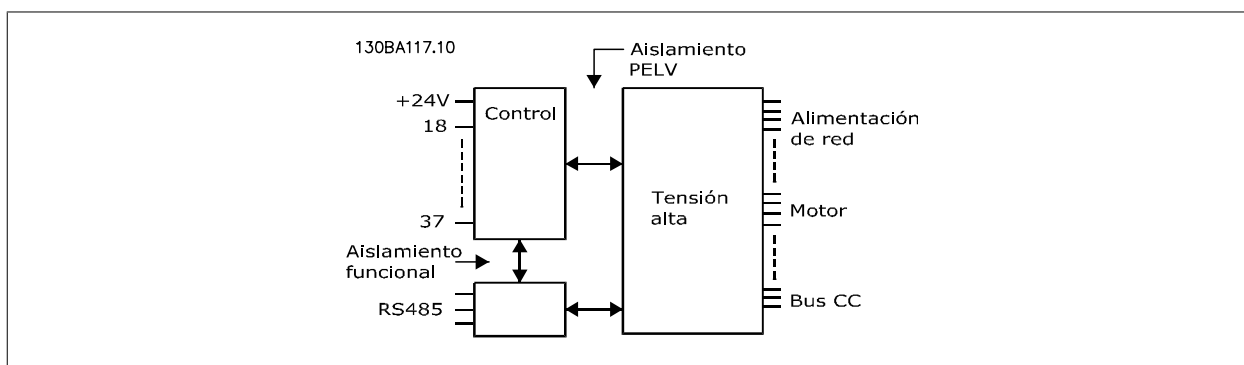 130BA117.10
Aislamiento
PELV
+24V
Control
18
Alimentación
de red
Tensión
alta
37
Motor
Aislamiento
funcional
RS485
Bus CC